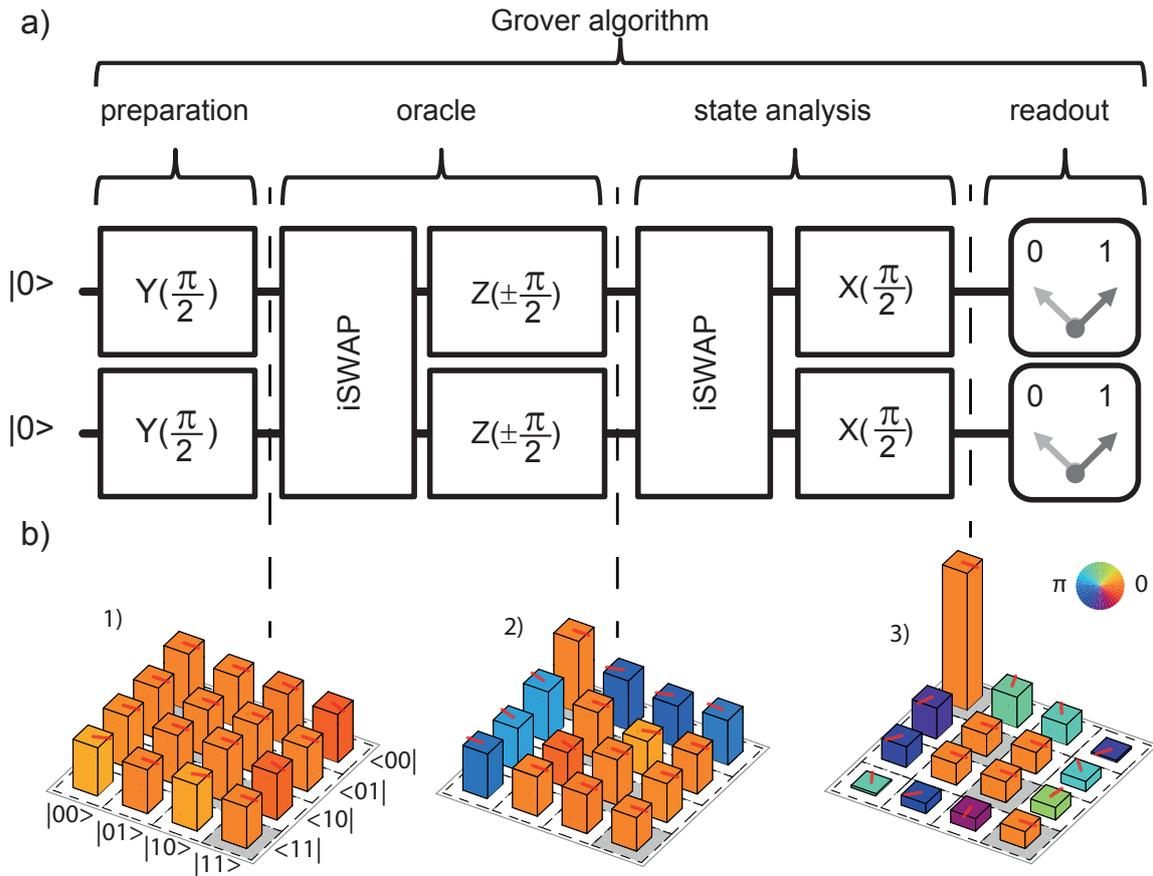 a)
Grover algorithm
preparation
oracle
state analysis
readout
|0>
Y(π/2)
iSWAP
Z(±π/2)
iSWAP
X(π/2)
0 1
|0>
Y(π/2)
Z(±π/2)
X(π/2)
0 1
b)
1)
2)
3)
π 0
<00|
<01|
<10|
<11|
|00>
|01>
|10>
|11>